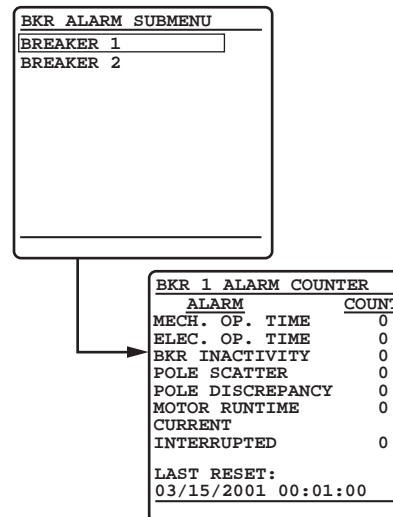 BKR ALARM SUBMENU
BREAKER 1
BREAKER 2
BKR 1 ALARM COUNTER
ALARM COUNT
MECH. OP. TIME 0
ELEC. OP. TIME 0
BKR INACTIVITY 0
POLE SCATTER 0
POLE DISCREPANCY 0
MOTOR RUNTIME 0
CURRENT
INTERRUPTED 0
LAST RESET:
03/15/2001 00:01:00